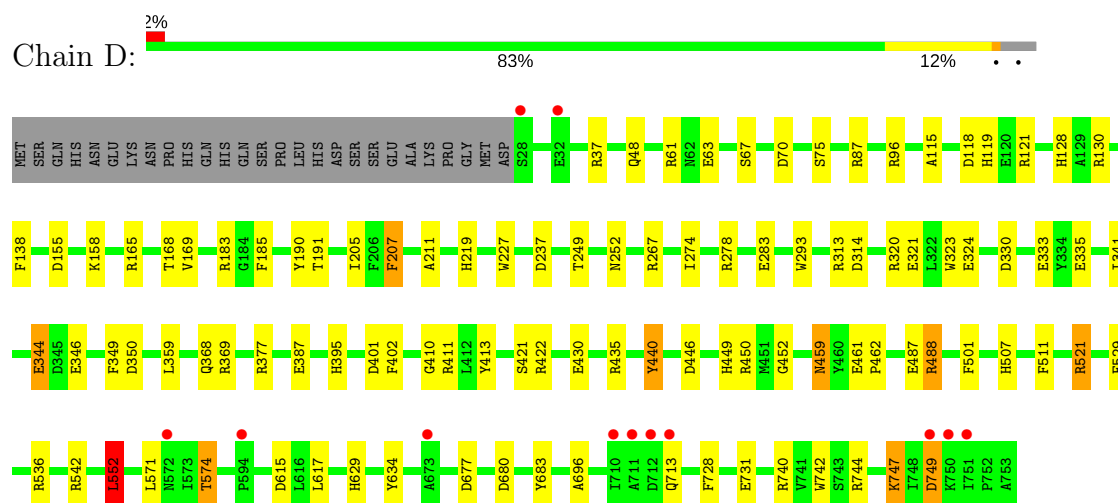 2%
Chain D:
83% 12% • •
MET SER GLN HIS ASN GLU LYS ASN PRO HIS GLN HIS GLN SER PRO LEU HIS ASP SER SER GLU ALA LYS PRO GLY MET ASP S28 E32 R37 Q48 R61 N62 E63 S67 D70 S75 R87 R96 A115 D118 H119 E120 R121 H128 A129 R130
F138 D155 K158 R165 T168 V169 R183 G184 F185 Y190 T191 I205 F206 F207 A211 H219 W227 D237 T249 N252 R267 I274 R278 E283 W293 R313 D314 R320 E321 L322 W323 E324 D330 E333 Y334 E335
E344 D345 E346 F349 D350 L359 Q368 R369 R377 E387 H395 D401 F402 G410 R411 L412 Y413 S421 R422 E430 R435 Y440 D446 H449 R450 M451 G452 N459 Y460 E461 P462 E487 R488 F501 H507 F511 R521
R536 R542 L552 L571 N572 I573 T574 P594 D615 L616 L617 H629 Y634 A673 D677 D680 Y683 A696 I710 A711 D712 Q713 F728 E731 R740 V741 W742 S743 R744 K747 I748 D749 K750 I751 P752 A753